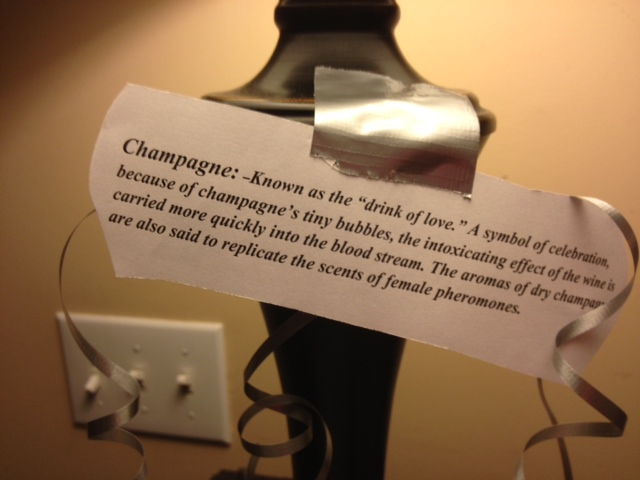 Champagne: -Known as the “drink of love.” A symbol of celebration,
because of champagne’s tiny bubbles, the intoxicating effect of the wine is
carried more quickly into the blood stream. The aromas of dry champagne
are also said to replicate the scents of female pheromones.